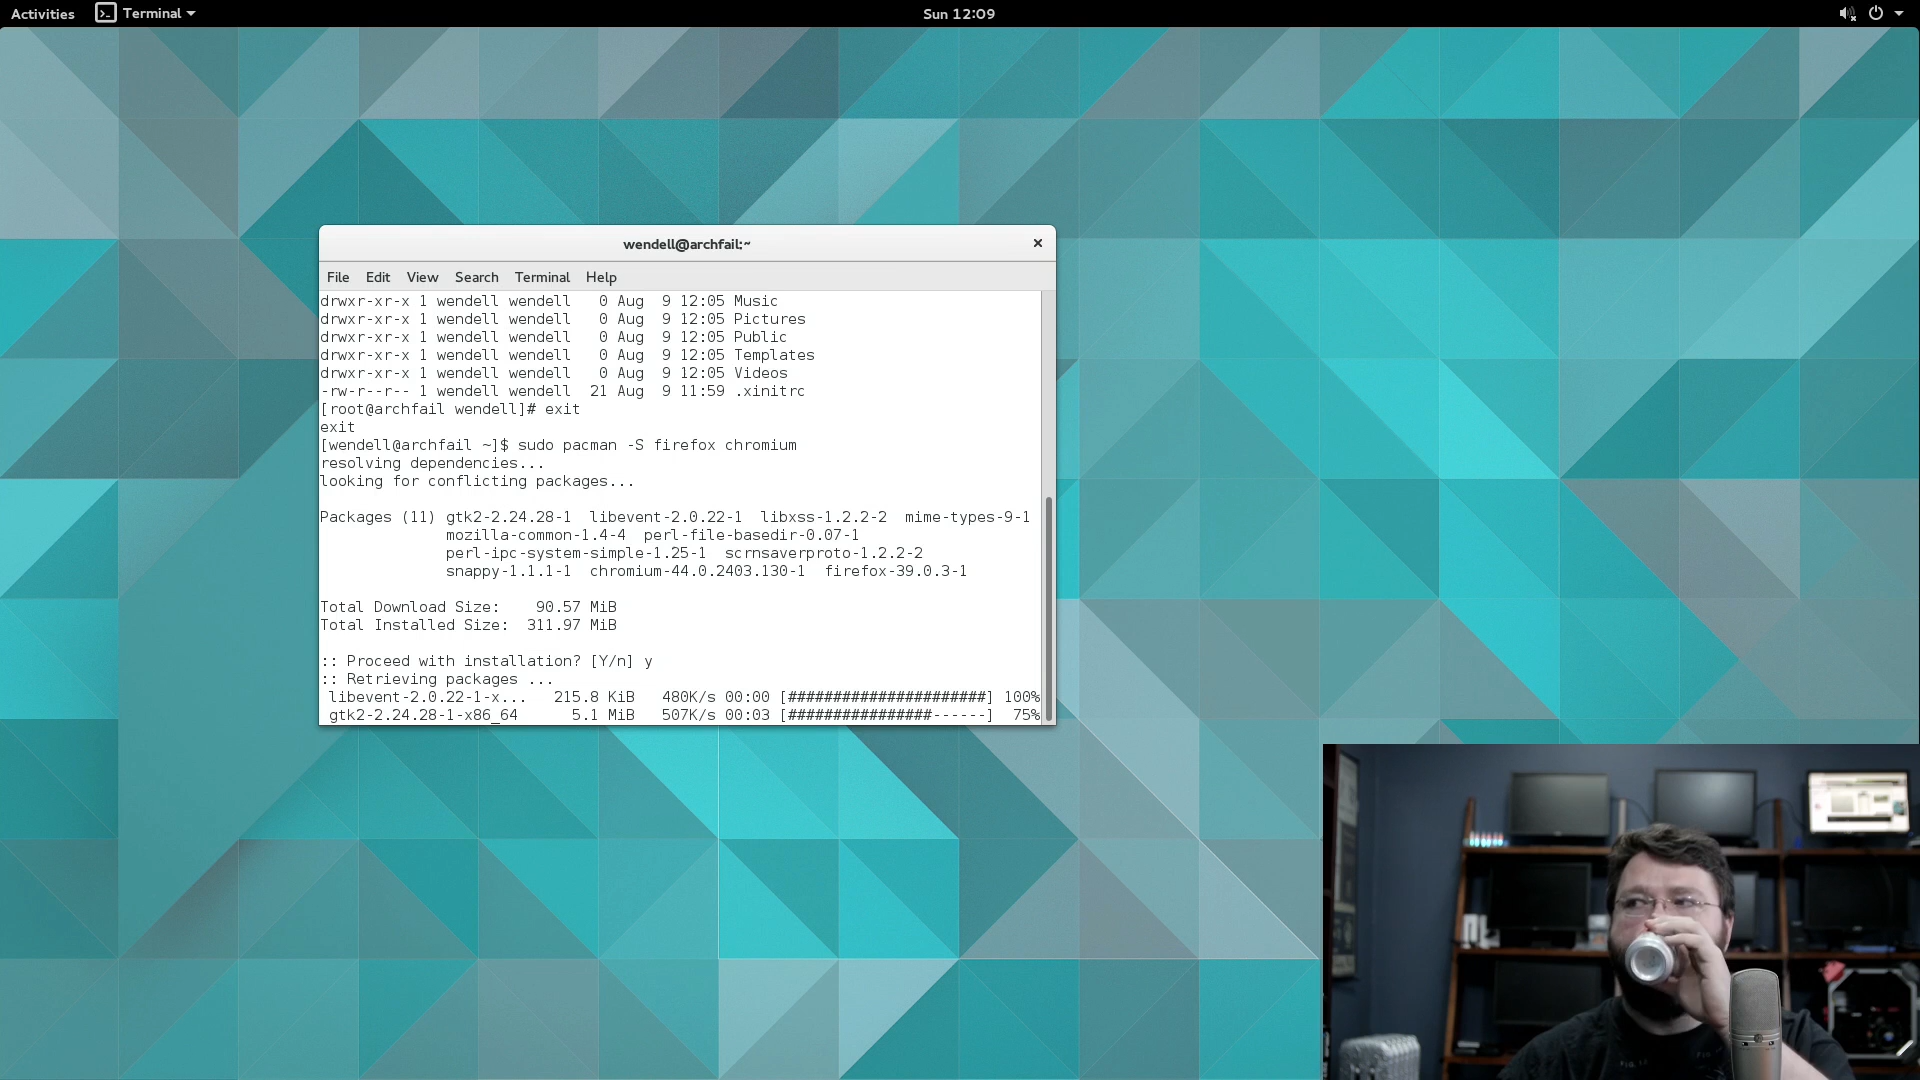 Activities Terminal Sun 12:09
wendell@archfail:~
File Edit View Search Terminal Help
drwxr-xr-x 1 wendell wendell   0 Aug  9 12:05 Music
drwxr-xr-x 1 wendell wendell   0 Aug  9 12:05 Pictures
drwxr-xr-x 1 wendell wendell   0 Aug  9 12:05 Public
drwxr-xr-x 1 wendell wendell   0 Aug  9 12:05 Templates
drwxr-xr-x 1 wendell wendell   0 Aug  9 12:05 Videos
-rw-r--r-- 1 wendell wendell  21 Aug  9 11:59 .xinitrc
[root@archfail wendell]# exit
exit
[wendell@archfail ~]$ sudo pacman -S firefox chromium
resolving dependencies...
looking for conflicting packages...
Packages (11) gtk2-2.24.28-1  libevent-2.0.22-1  libxss-1.2.2-2  mime-types-9-1
mozilla-common-1.4-4  perl-file-basedir-0.07-1
perl-ipc-system-simple-1.25-1  scrnsaverproto-1.2.2-2
snappy-1.1.1-1  chromium-44.0.2403.130-1  firefox-39.0.3-1
Total Download Size:    90.57 MiB
Total Installed Size:  311.97 MiB
:: Proceed with installation? [Y/n] y
:: Retrieving packages ...
libevent-2.0.22-1-x...   215.8 KiB   480K/s 00:00 [######################] 100%
gtk2-2.24.28-1-x86_64      5.1 MiB   507K/s 00:03 [################------]  75%